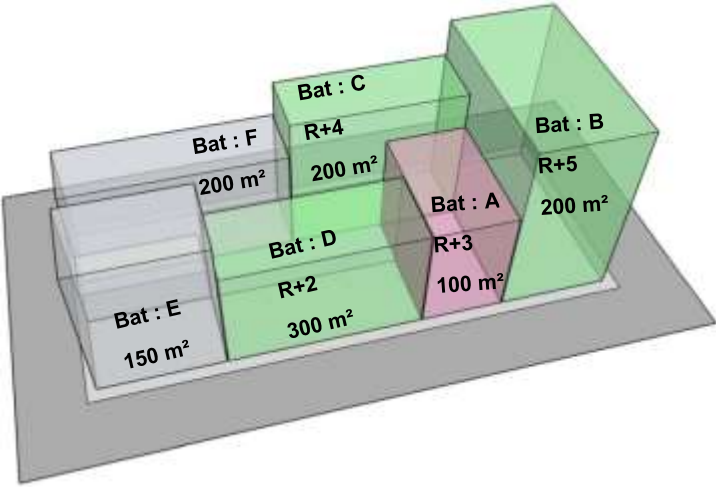 Bat : C
R+4
200 m²
Bat : B
R+5
200 m²
Bat : F
200 m²
Bat : A
R+3
100 m²
Bat : D
R+2
300 m²
Bat : E
150 m²